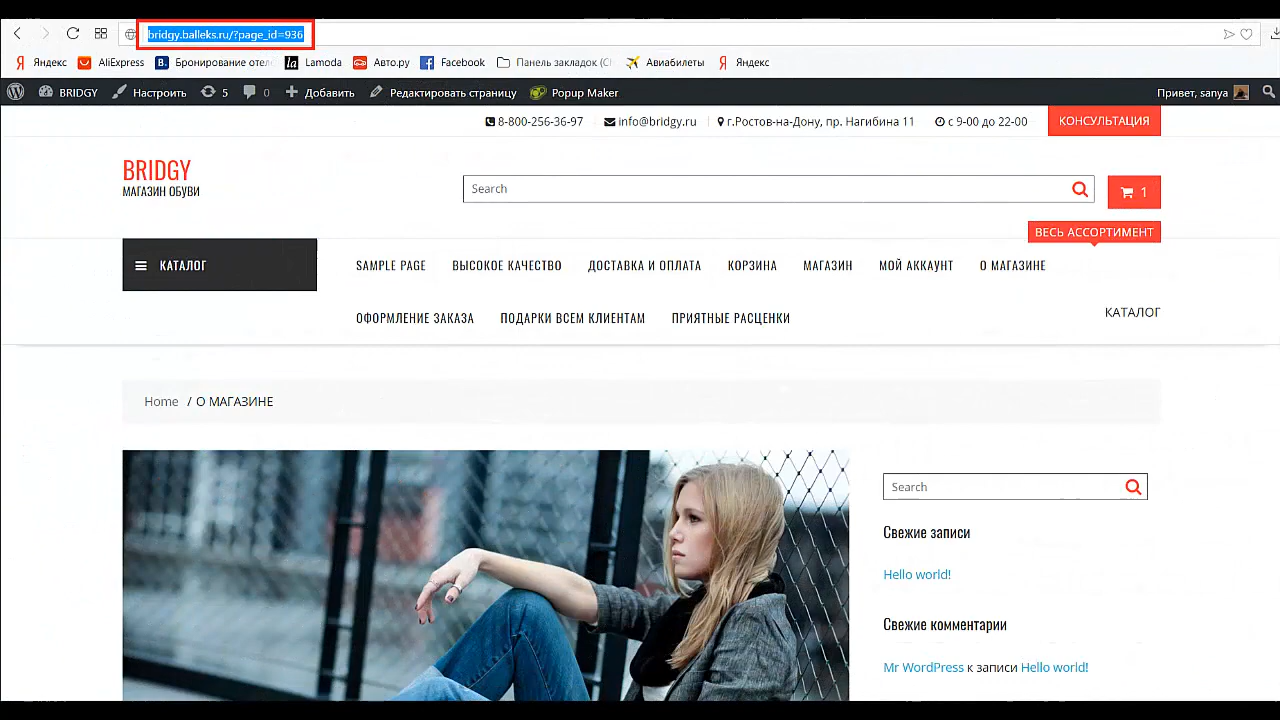 bridgy.balleks.ru/?page_id=936
Яндекс AliExpress Бронирование отел Lamoda Авто.ру Facebook Панель закладок (Ch Авиабилеты Яндекс
BRIDGY Настроить 5 0 Добавить Редактировать страницу Popup Maker Привет, sanya
8-800-256-36-97 info@bridgy.ru г.Ростов-на-Дону, пр. Нагибина 11 с 9-00 до 22-00 КОНСУЛЬТАЦИЯ
BRIDGY
МАГАЗИН ОБУВИ
Search 1
ВЕСЬ АССОРТИМЕНТ
КАТАЛОГ SAMPLE PAGE ВЫСОКОЕ КАЧЕСТВО ДОСТАВКА И ОПЛАТА КОРЗИНА МАГАЗИН МОЙ АККАУНТ О МАГАЗИНЕ
ОФОРМЛЕНИЕ ЗАКАЗА ПОДАРКИ ВСЕМ КЛИЕНТАМ ПРИЯТНЫЕ РАСЦЕНКИ КАТАЛОГ
Home / О МАГАЗИНЕ
Search
Свежие записи
Hello world!
Свежие комментарии
Mr WordPress к записи Hello world!